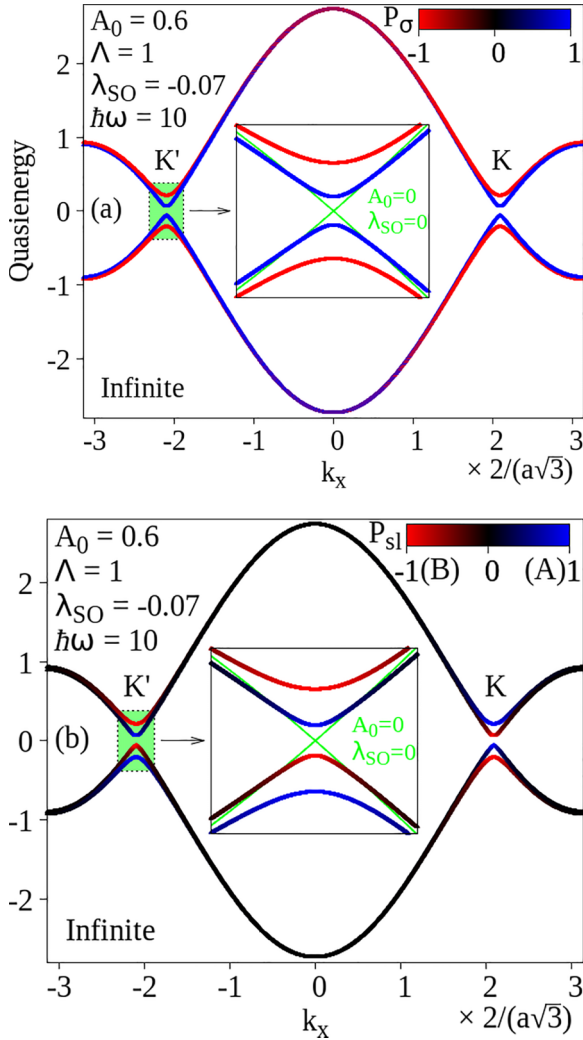 A₀ = 0.6
Λ = 1
λSO = -0.07
ħω = 10
Pσ
-1 0 1
K' K
(a)
A₀=0
λSO=0
Quasienergy
2
1
0
-1
-2
Infinite
-3 -2 -1 0 1 2 3
kx × 2/(a√3)
A₀ = 0.6
Λ = 1
λSO = -0.07
ħω = 10
Psl
-1(B) 0 (A)1
K' K
(b)
A₀=0
λSO=0
2
1
0
-1
-2
Infinite
-3 -2 -1 0 1 2 3
kx × 2/(a√3)